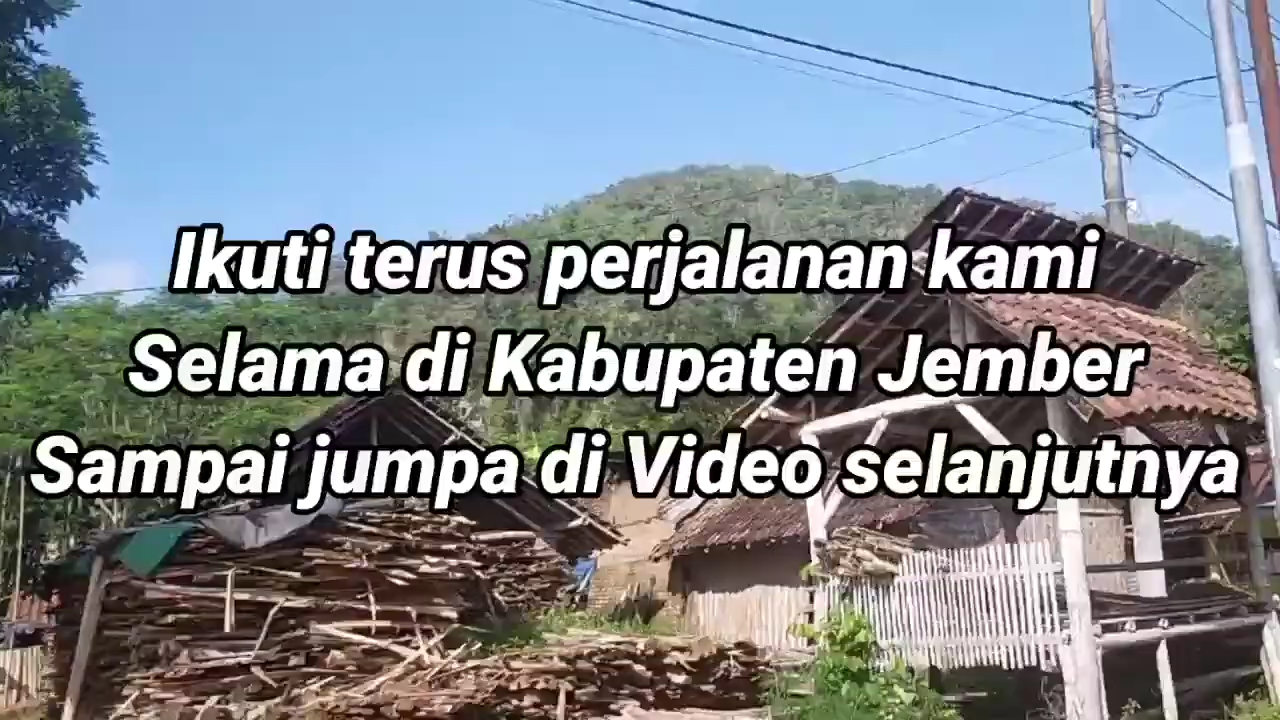 Ikuti terus perjalanan kami
Selama di Kabupaten Jember
Sampai jumpa di Video selanjutnya